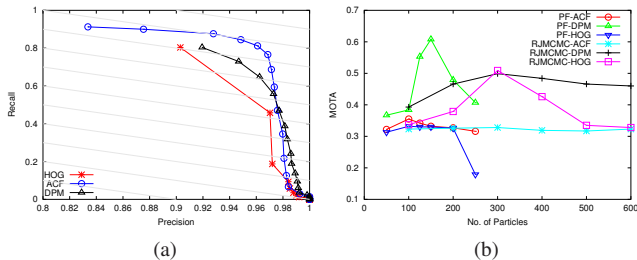 1
0.8
0.6
0.4
0.2
0
Recall
HOG
ACF
DPM
0.8 0.82 0.84 0.86 0.88 0.9 0.92 0.94 0.96 0.98 1
Precision
(a)
0.7
0.6
0.5
0.4
0.3
0.2
0.1
MOTA
PF-ACF
PF-DPM
PF-HOG
RJMCMC-ACF
RJMCMC-DPM
RJMCMC-HOG
0 100 200 300 400 500 600
No. of Particles
(b)